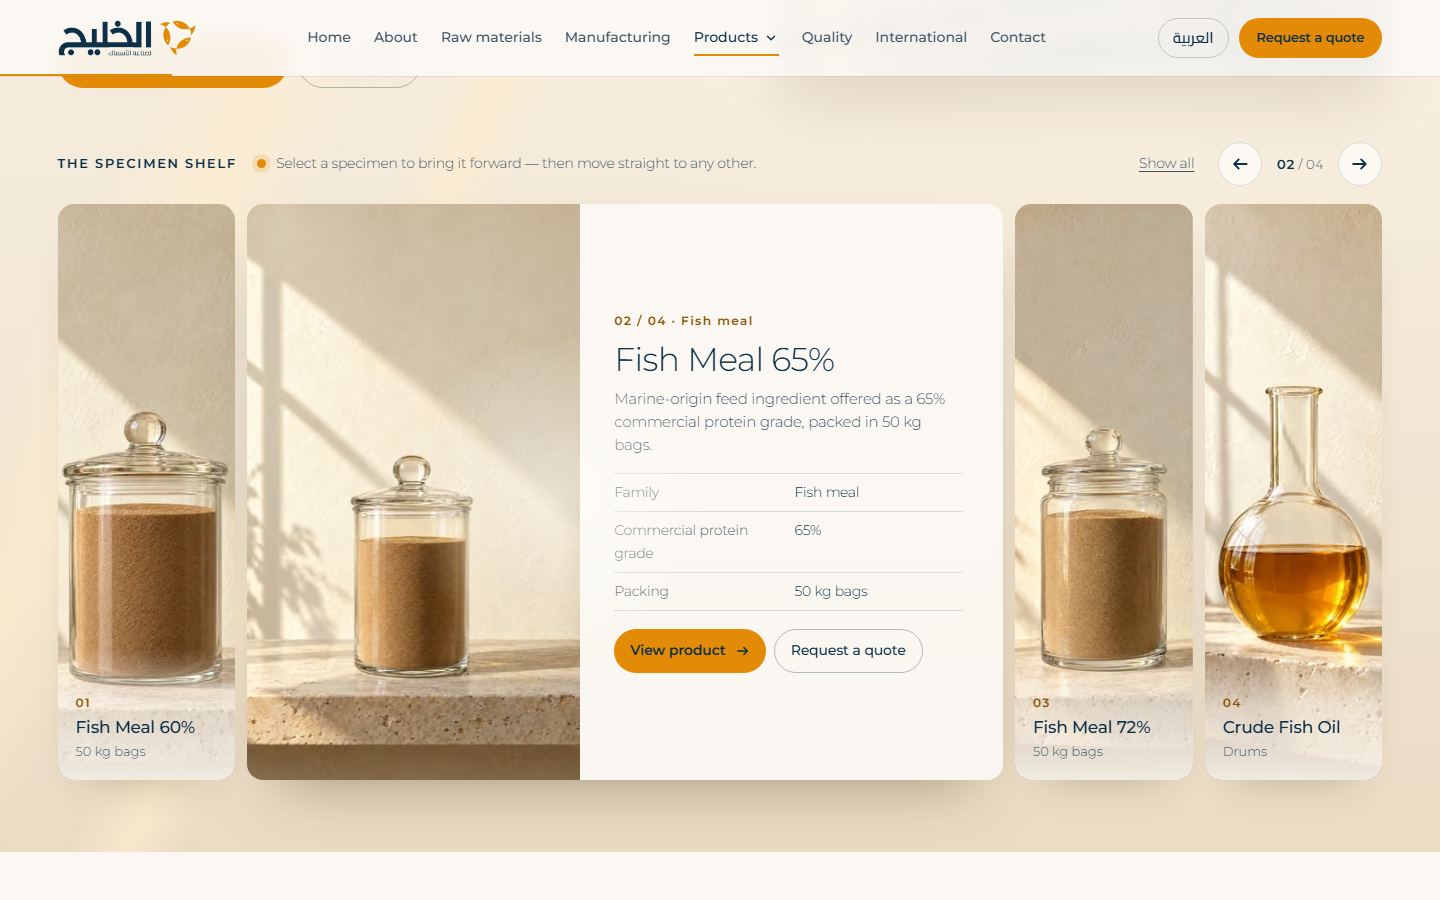 الخليج
لصناعة الأسماك
Home
About
Raw materials
Manufacturing
Products
Quality
International
Contact
العربية
Request a quote
THE SPECIMEN SHELF
Select a specimen to bring it forward — then move straight to any other.
Show all
02 / 04
01
Fish Meal 60%
50 kg bags
02 / 04 · Fish meal
Fish Meal 65%
Marine-origin feed ingredient offered as a 65%
commercial protein grade, packed in 50 kg
bags.
Family
Fish meal
Commercial protein
grade
65%
Packing
50 kg bags
View product
Request a quote
03
Fish Meal 72%
50 kg bags
04
Crude Fish Oil
Drums